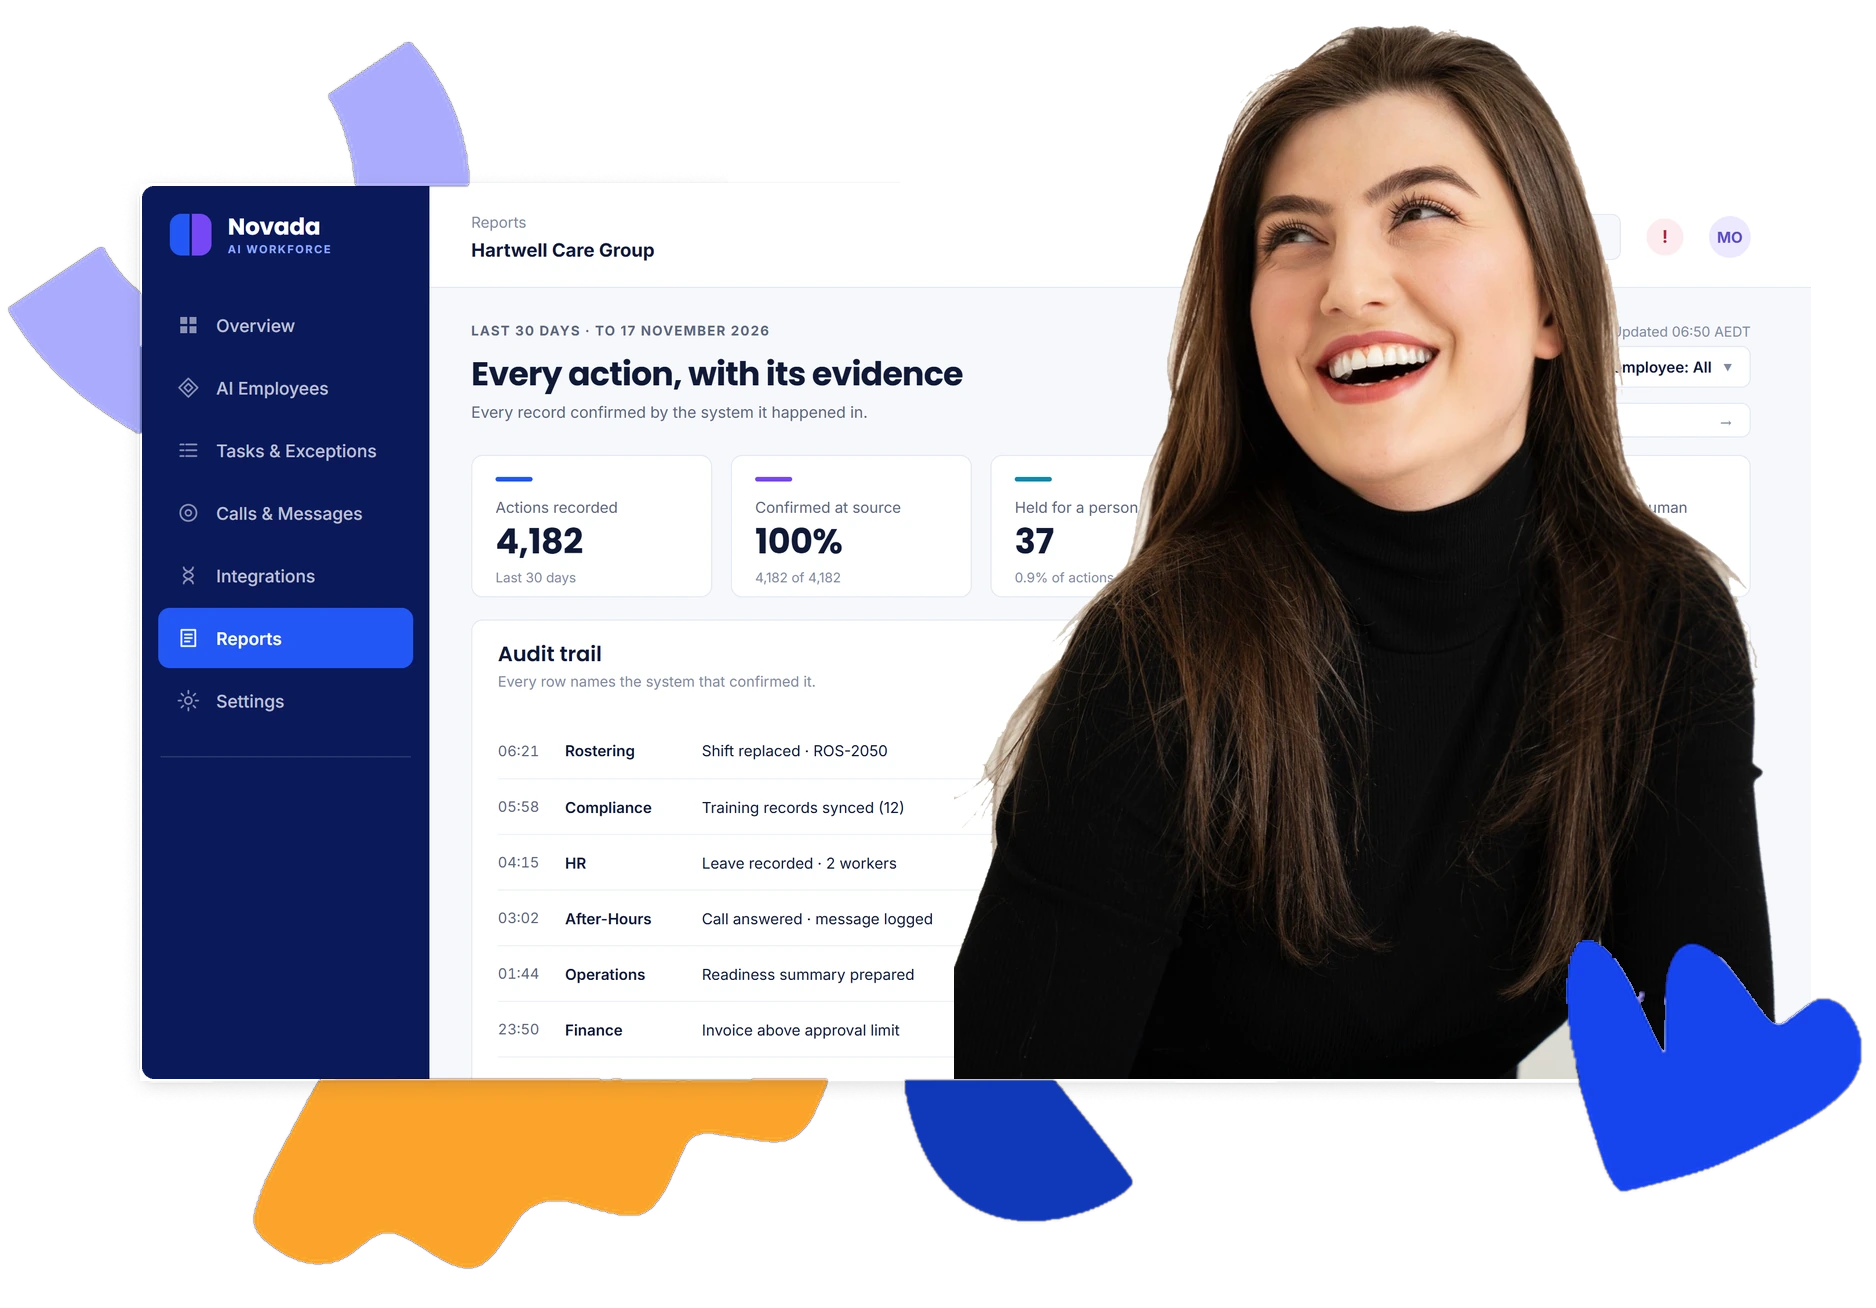 Novada
AI WORKFORCE
Overview
AI Employees
Tasks & Exceptions
Calls & Messages
Integrations
Reports
Settings
Reports
Hartwell Care Group
!
MO
LAST 30 DAYS · TO 17 NOVEMBER 2026
Updated 06:50 AEDT
Every action, with its evidence
Every record confirmed by the system it happened in.
All ▼
→
Actions recorded
4,182
Last 30 days
Confirmed at source
100%
4,182 of 4,182
Held for a person
37
0.9% of actions
Audit trail
Every row names the system that confirmed it.
06:21 Rostering Shift replaced · ROS-2050
05:58 Compliance Training records synced (12)
04:15 HR Leave recorded · 2 workers
03:02 After-Hours Call answered · message logged
01:44 Operations Readiness summary prepared
23:50 Finance Invoice above approval limit